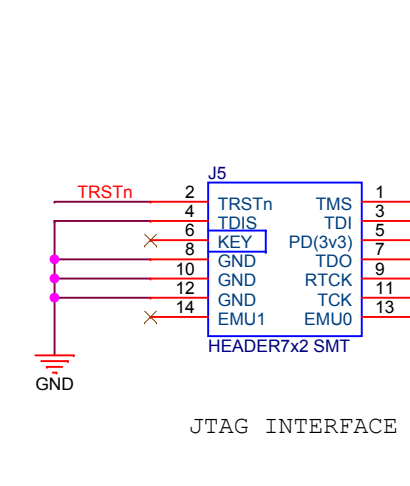 J5
TRSTn 2 TRSTn TMS 1
4 TDIS TDI 3
6 KEY PD(3v3) 5
8 GND TDO 7
10 GND RTCK 9
12 GND TCK 11
14 EMU1 EMU0 13
HEADER7x2 SMT
GND
JTAG INTERFACE